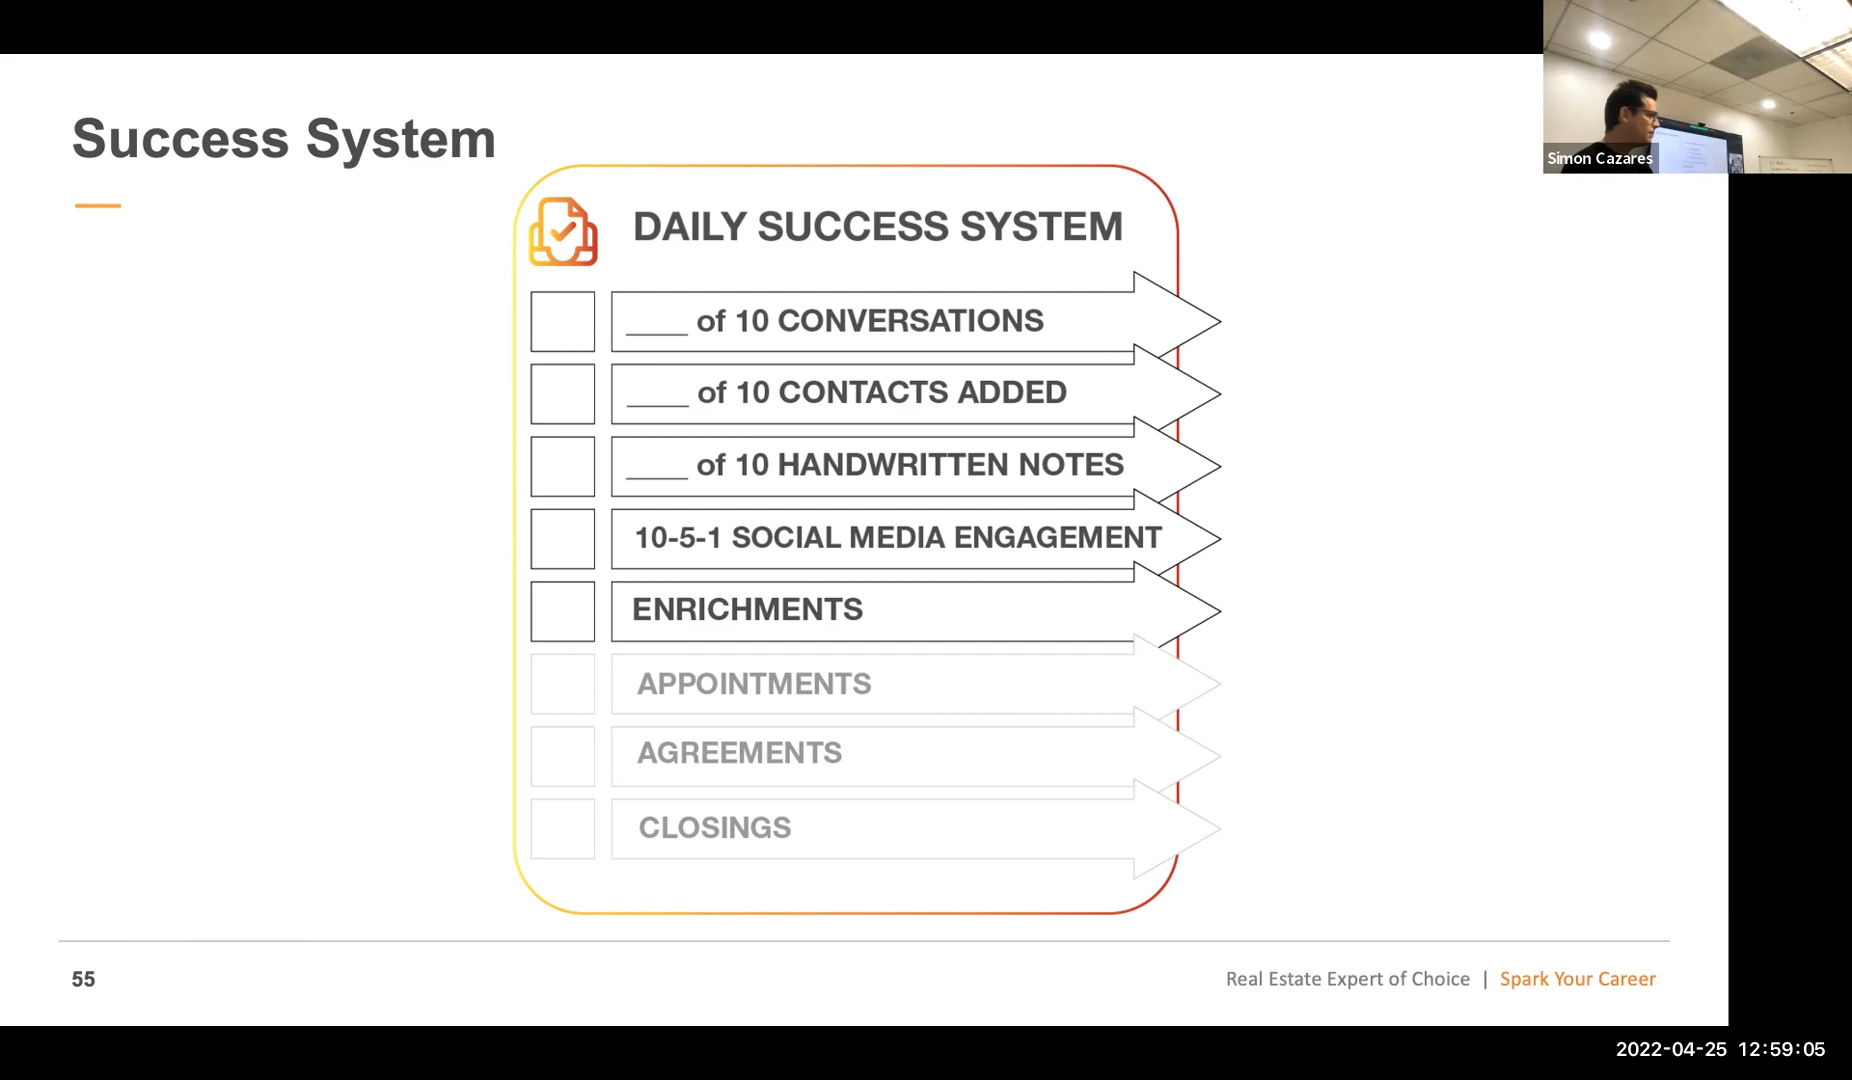 Success System
Simon Cazares
DAILY SUCCESS SYSTEM
____ of 10 CONVERSATIONS
____ of 10 CONTACTS ADDED
____ of 10 HANDWRITTEN NOTES
10-5-1 SOCIAL MEDIA ENGAGEMENT
ENRICHMENTS
APPOINTMENTS
AGREEMENTS
CLOSINGS
55
Real Estate Expert of Choice | Spark Your Career
2022-04-25 12:59:05